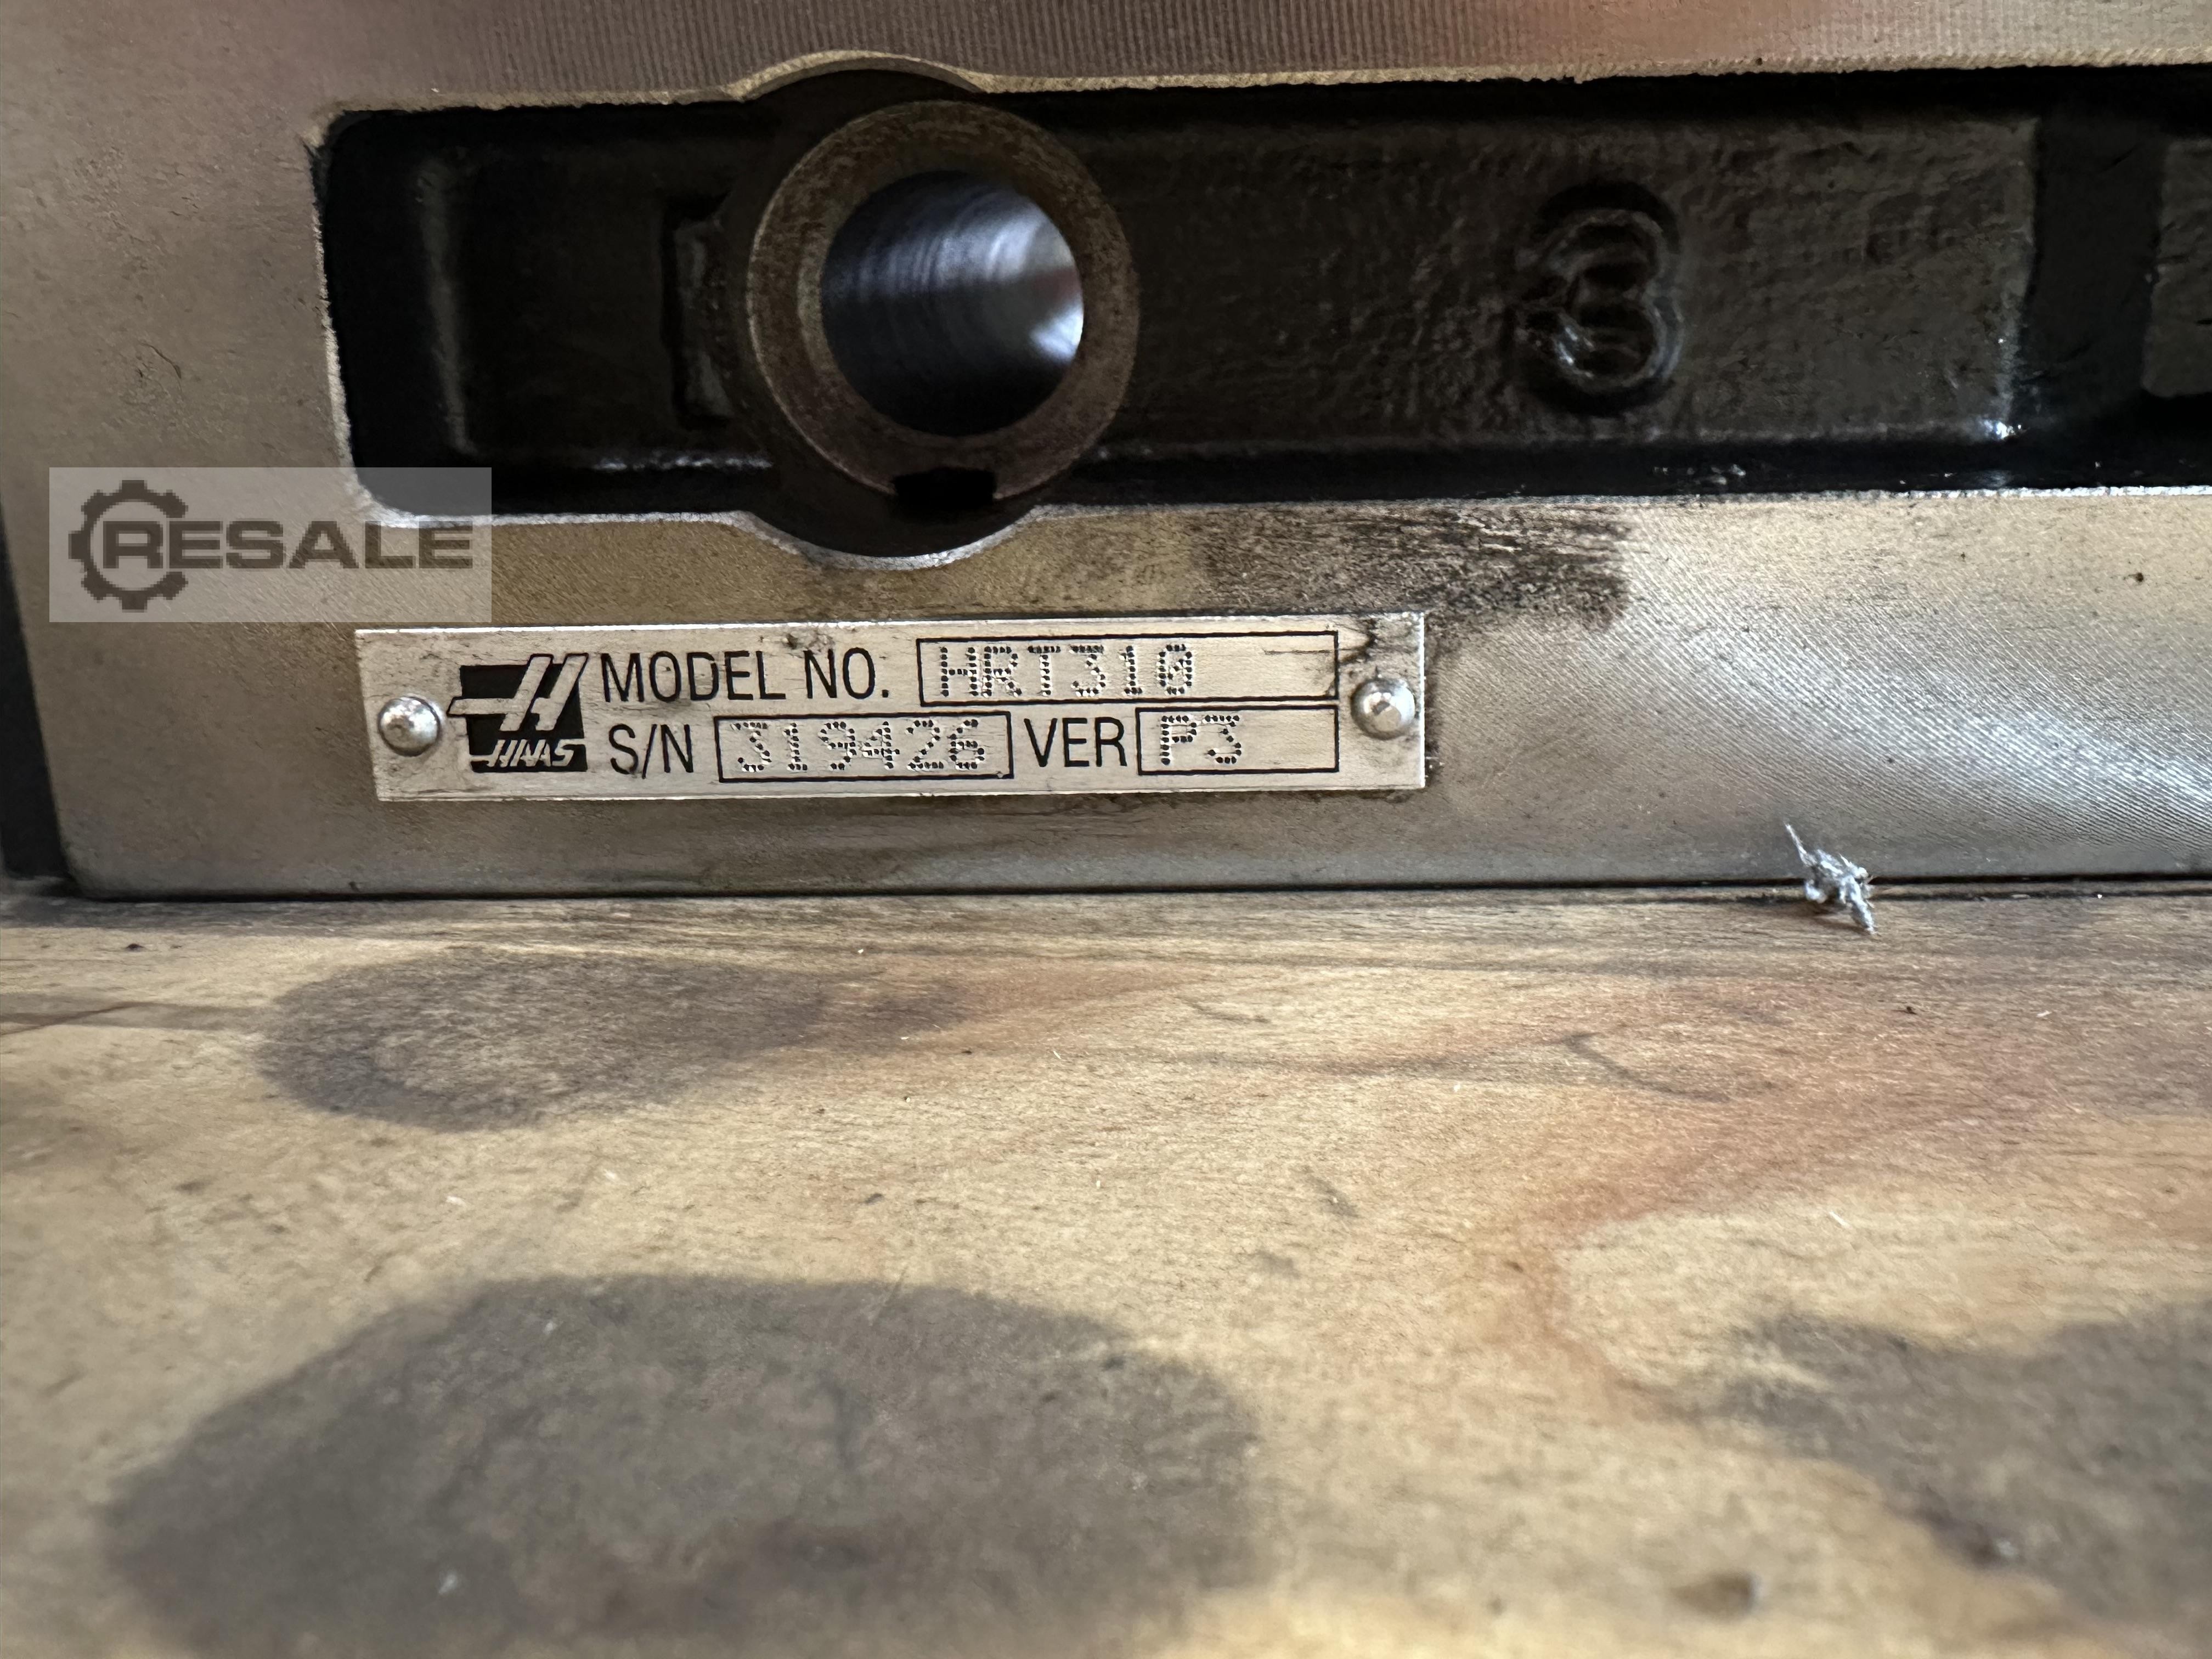 3
RESALE
MODEL NO. HRT310
HAAS
S/N 319426 VER P3